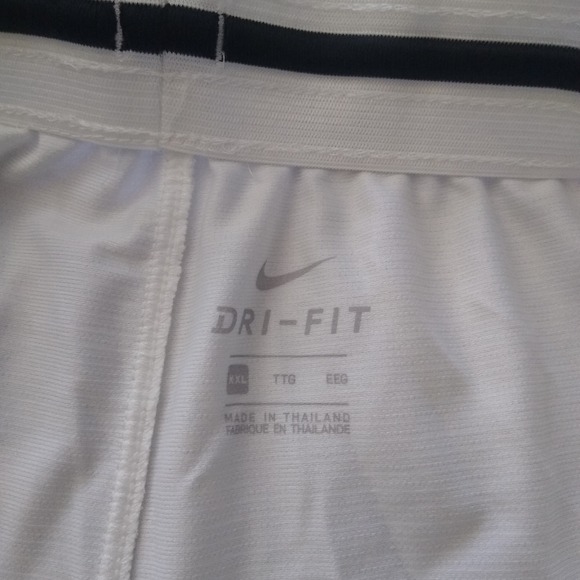 DRI-FIT
XXL TTG EEG
MADE IN THAILAND
FABRIQUE EN THAILANDE